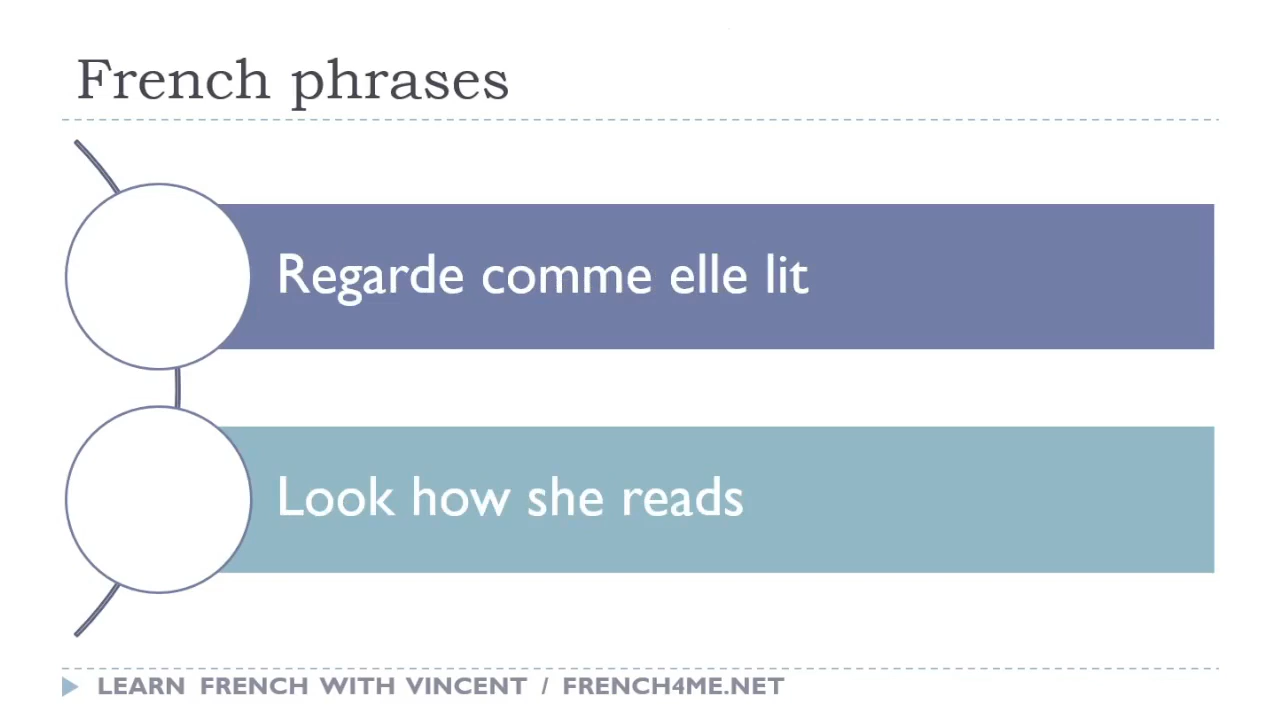 French phrases
Regarde comme elle lit
Look how she reads
LEARN FRENCH WITH VINCENT / FRENCH4ME.NET